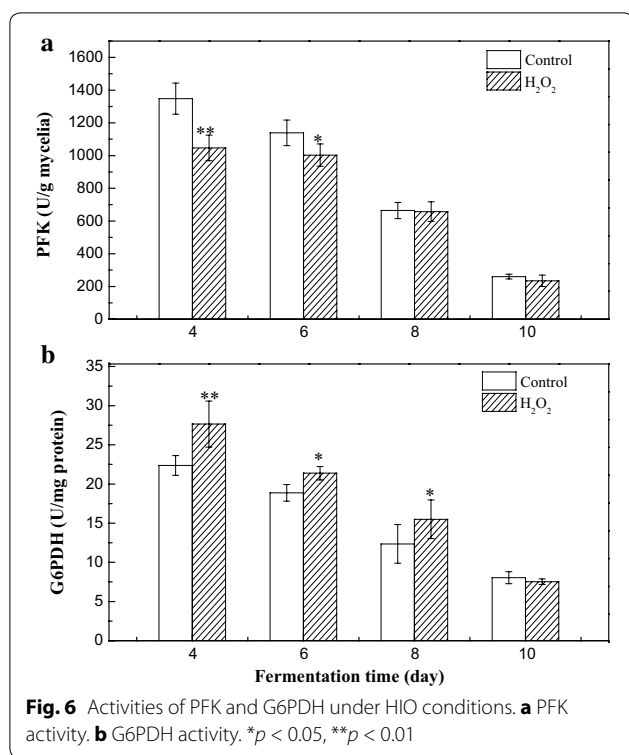 a
1600
1400
1200
1000
800
600
400
200
0
PFK (U/g mycelia)
Control
H₂O₂
**
*
4 6 8 10
b
35
30
25
20
15
10
5
0
G6PDH (U/mg protein)
Control
H₂O₂
**
*
*
4 6 8 10
Fermentation time (day)
Fig. 6 Activities of PFK and G6PDH under HIO conditions. a PFK
activity. b G6PDH activity. *p < 0.05, **p < 0.01